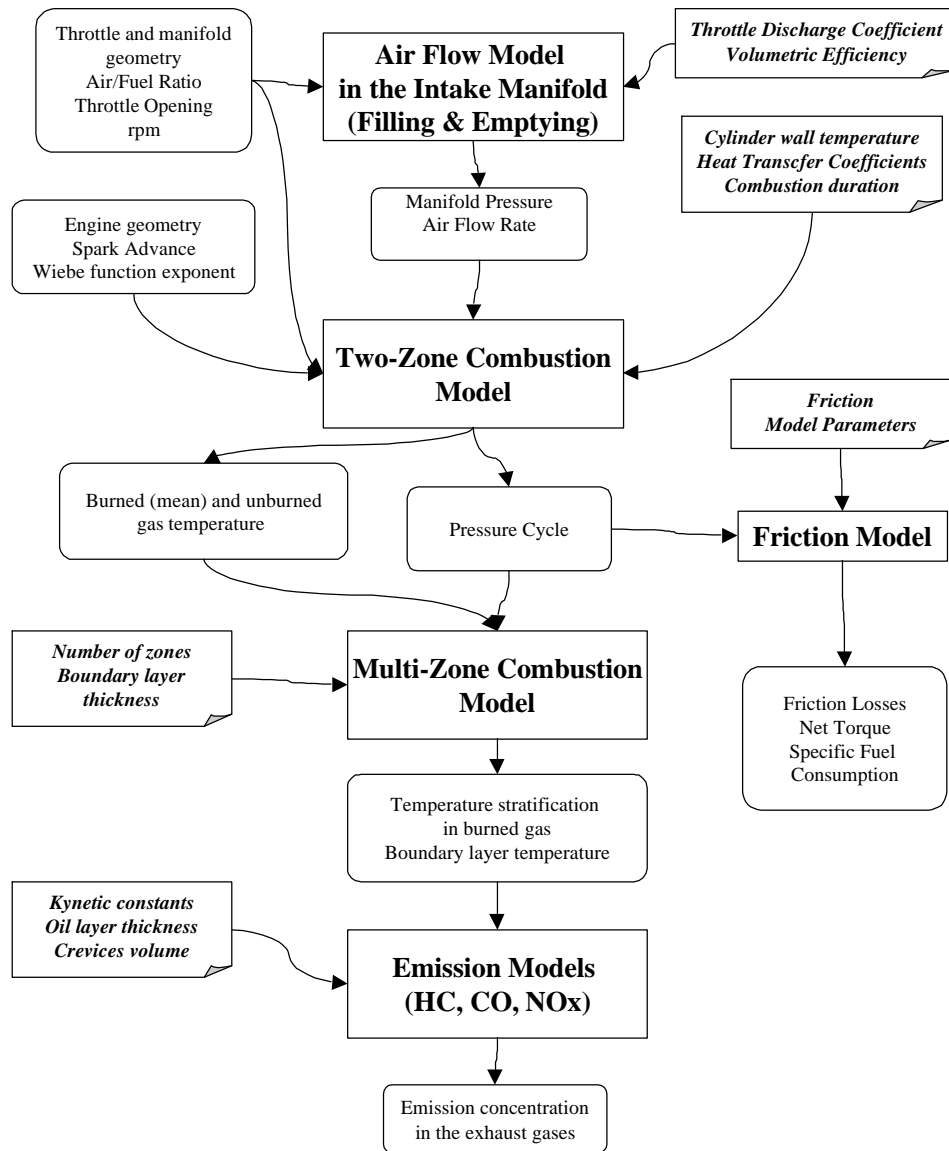 Throttle and manifold
geometry
Air/Fuel Ratio
Throttle Opening
rpm
Air Flow Model
in the Intake Manifold
(Filling & Emptying)
Throttle Discharge Coefficient
Volumetric Efficiency
Cylinder wall temperature
Heat Transcfer Coefficients
Combustion duration
Manifold Pressure
Air Flow Rate
Engine geometry
Spark Advance
Wiebe function exponent
Two-Zone Combustion
Model
Friction
Model Parameters
Burned (mean) and unburned
gas temperature
Pressure Cycle
Friction Model
Number of zones
Boundary layer
thickness
Multi-Zone Combustion
Model
Friction Losses
Net Torque
Specific Fuel
Consumption
Temperature stratification
in burned gas
Boundary layer temperature
Kynetic constants
Oil layer thickness
Crevices volume
Emission Models
(HC, CO, NOx)
Emission concentration
in the exhaust gases